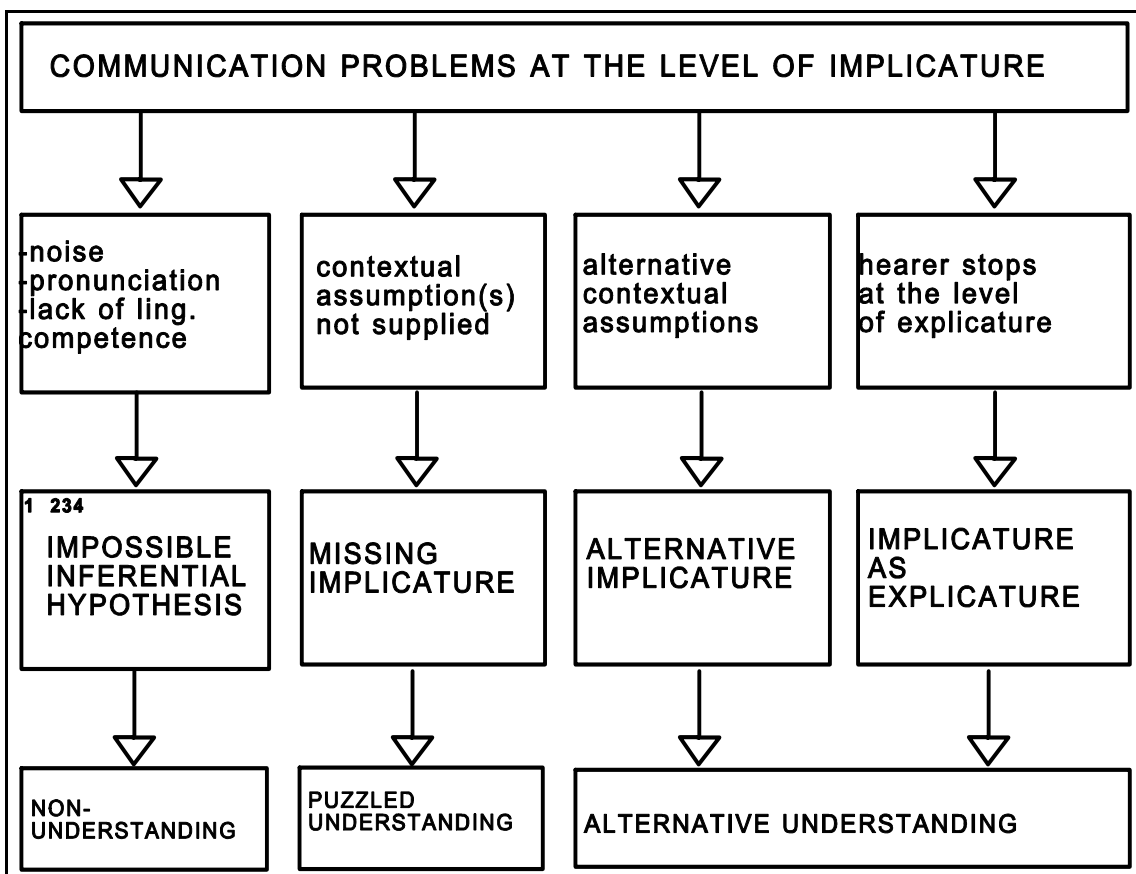 COMMUNICATION PROBLEMS AT THE LEVEL OF IMPLICATURE
-noise
-pronunciation
-lack of ling.
competence
contextual
assumption(s)
not supplied
alternative
contextual
assumptions
hearer stops
at the level
of explicature
1 234
IMPOSSIBLE
INFERENTIAL
HYPOTHESIS
MISSING
IMPLICATURE
ALTERNATIVE
IMPLICATURE
IMPLICATURE
AS
EXPLICATURE
NON-
UNDERSTANDING
PUZZLED
UNDERSTANDING
ALTERNATIVE UNDERSTANDING